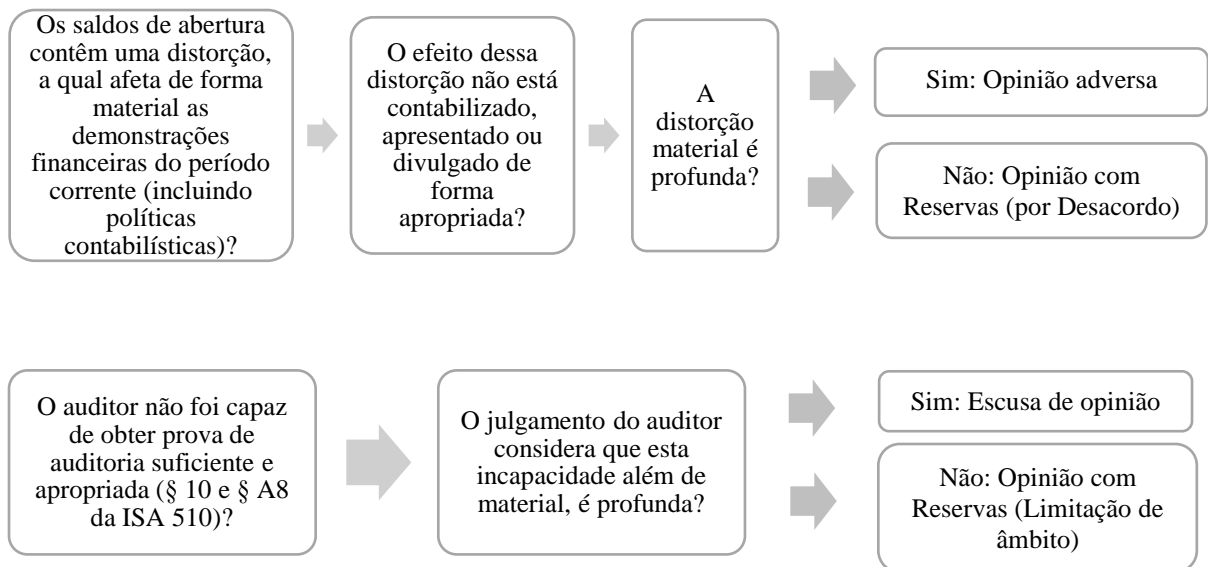 Os saldos de abertura
contêm uma distorção,
a qual afeta de forma
material as
demonstrações
financeiras do período
corrente (incluindo
políticas
contabilísticas)?
O efeito dessa
distorção não está
contabilizado,
apresentado ou
divulgado de
forma
apropriada?
A
distorção
material é
profunda?
Sim: Opinião adversa
Não: Opinião com
Reservas (por Desacordo)
O auditor não foi capaz
de obter prova de
auditoria suficiente e
apropriada (§ 10 e § A8
da ISA 510)?
O julgamento do auditor
considera que esta
incapacidade além de
material, é profunda?
Sim: Escusa de opinião
Não: Opinião com
Reservas (Limitação de
âmbito)